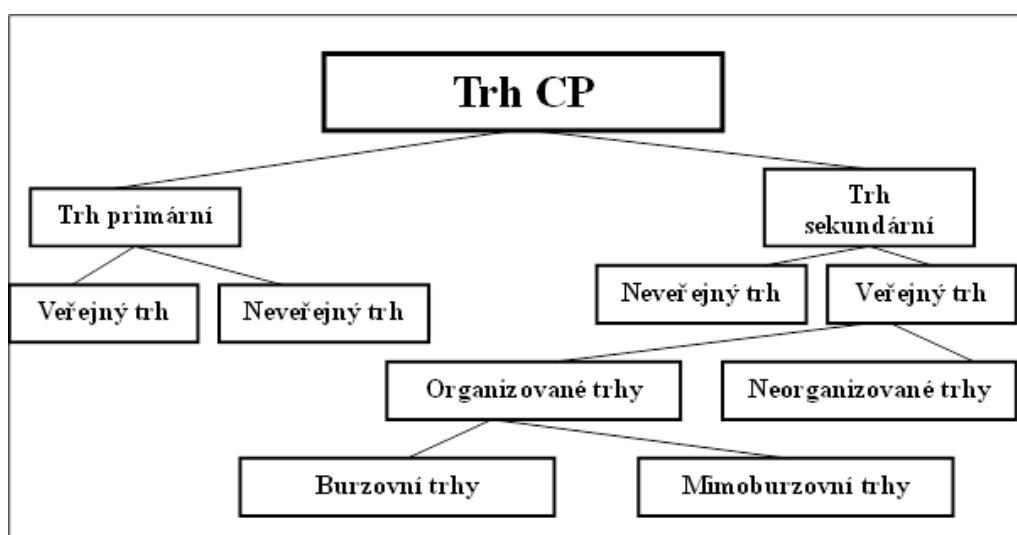 Trh CP
Trh primární
Trh
sekundární
Veřejný trh
Neveřejný trh
Neveřejný trh
Veřejný trh
Organizované trhy
Neorganizované trhy
Burzovní trhy
Mimoburzovní trhy